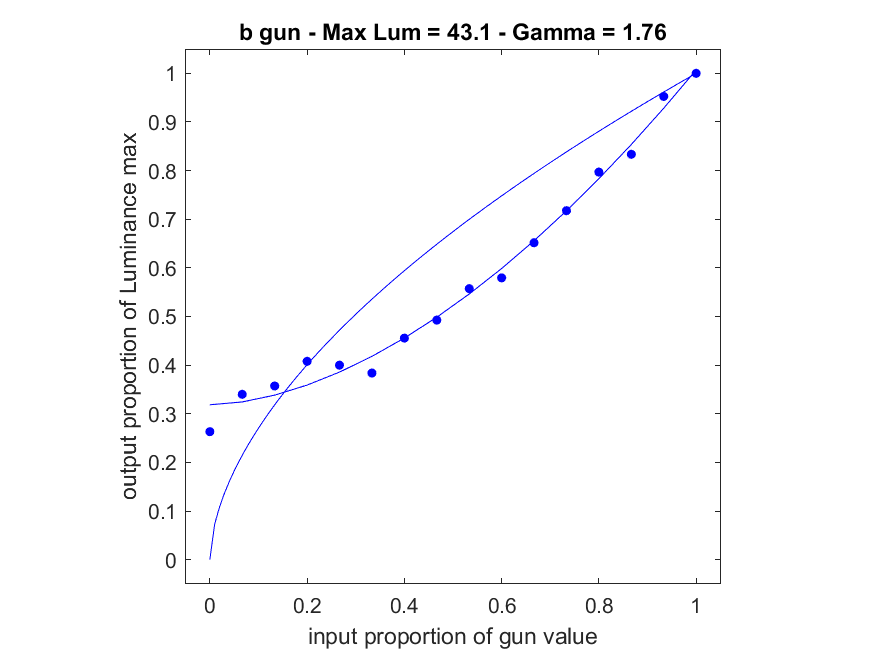 b gun - Max Lum = 43.1 - Gamma = 1.76
1
0.9
0.8
0.7
0.6
0.5
0.4
0.3
0.2
0.1
0
output proportion of Luminance max
0 0.2 0.4 0.6 0.8 1
input proportion of gun value